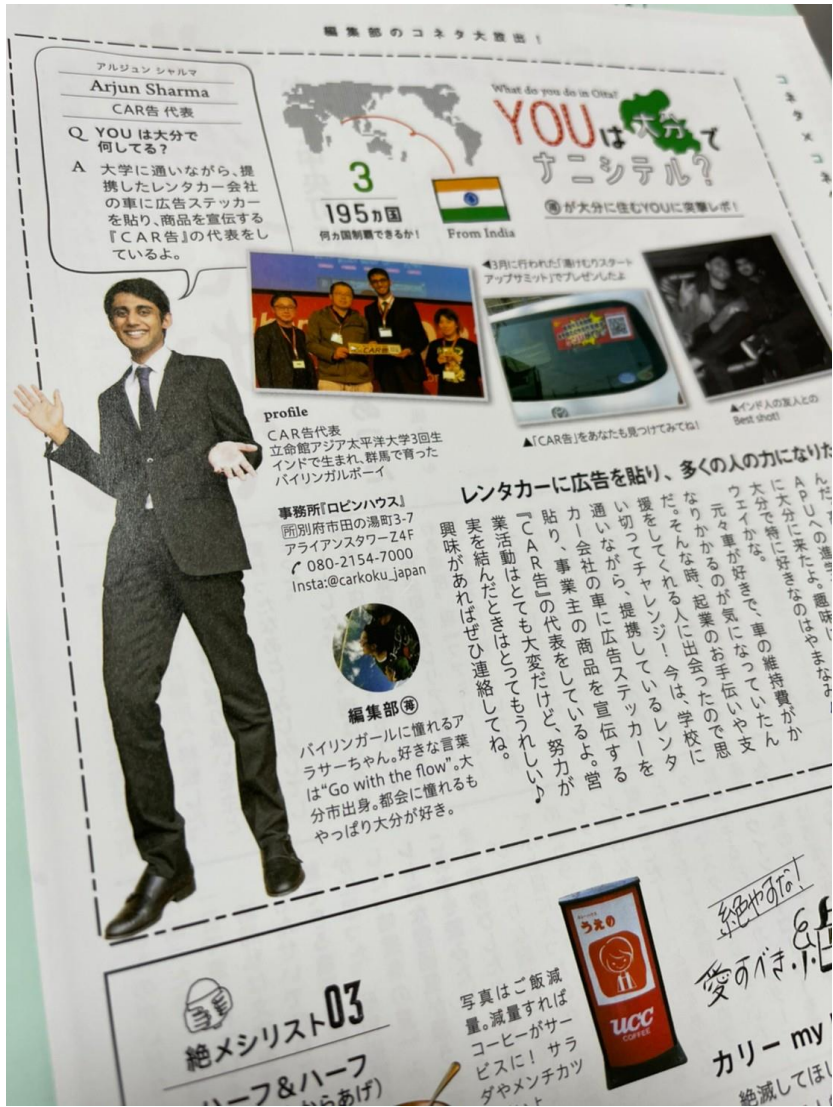 編集部のコネタ大放出！
アルジュン シャルマ
Arjun Sharma
CAR告 代表
Q YOU は大分で
何してる？
A 大学に通いながら、提
携したレンタカー会社
の車に広告ステッカー
を貼り、商品を宣伝する
『CAR告』の代表をし
ているよ。
3
195ヵ国
何ヵ国制覇できるか！
From India
What do you do in Oita?
YOUは大分で
ナニシテル？
㊕が大分に住むYOUに突撃レポ！
コネタ×コネ
◀3月に行われた「湯けむりスタート
アップサミット」でプレゼンしたよ
▲「CAR告」をあなたも見つけてみてね！
▲インド人の友人との
Best shot!
profile
CAR告代表
立命館アジア太平洋大学3回生
インドで生まれ、群馬で育った
バイリンガルボーイ
事務所『ロビンハウス』
所別府市田の湯町3-7
アライアンスタワーZ4F
080-2154-7000
Insta:@carkoku_japan
レンタカーに広告を貼り、多くの人の力になりた
APUへの進学
に大分に来たよ。趣味は
大分で特に好きなのはやまなみ
ウェイかな。
元々車が好きで、車の維持費がか
なりかかるのが気になっていたん
だ。そんな時、起業のお手伝いや支
援をしてくれる人に出会ったので思
い切ってチャレンジ！今は、学校に
通いながら、提携しているレンタ
カー会社の車に広告ステッカーを
貼り、事業主の商品を宣伝する
『CAR告』の代表をしているよ。営
業活動はとても大変だけど、努力が
実を結んだときはとってもうれしい♪
興味があればぜひ連絡してね。
編集部
バイリンガールに憧れるア
ラサーちゃん。好きな言葉
は“Go with the flow”。大
分市出身。都会に憧れるも
やっぱり大分が好き。
絶メシリスト03
ハーフ＆ハーフ
からあげ）
写真はご飯減
量。減量すれば
コーヒーがサー
ビスに！ サラ
ダやメンチカツ
うえの
UCC
COFFEE
絶やすな！
愛すべき
カリー my
絶滅してほし